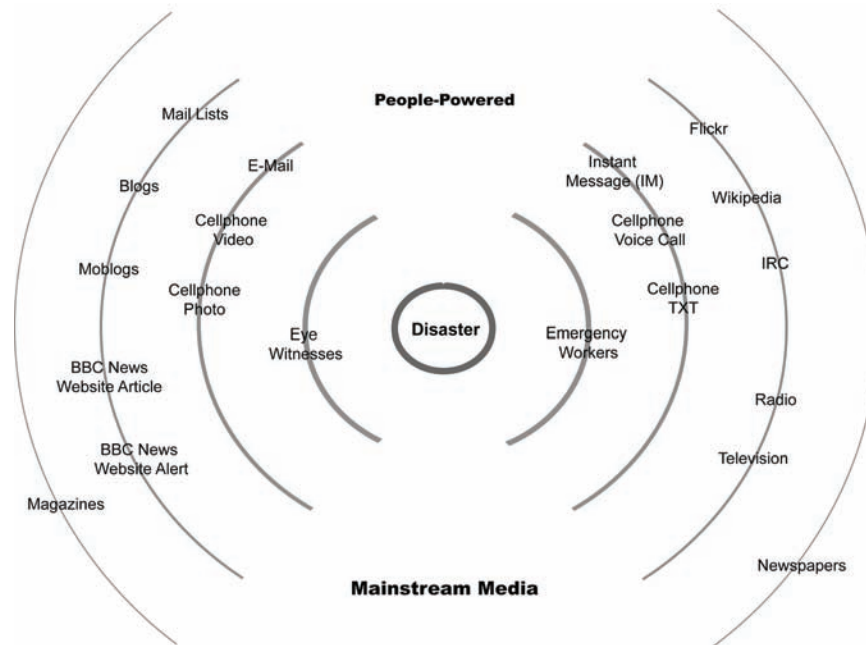 People-Powered
Mail Lists
Flickr
E-Mail
Instant
Message (IM)
Blogs
Wikipedia
Cellphone
Video
Cellphone
Voice Call
Moblogs
IRC
Cellphone
Photo
Cellphone
TXT
Eye
Witnesses
Disaster
Emergency
Workers
BBC News
Website Article
Radio
BBC News
Website Alert
Television
Magazines
Newspapers
Mainstream Media